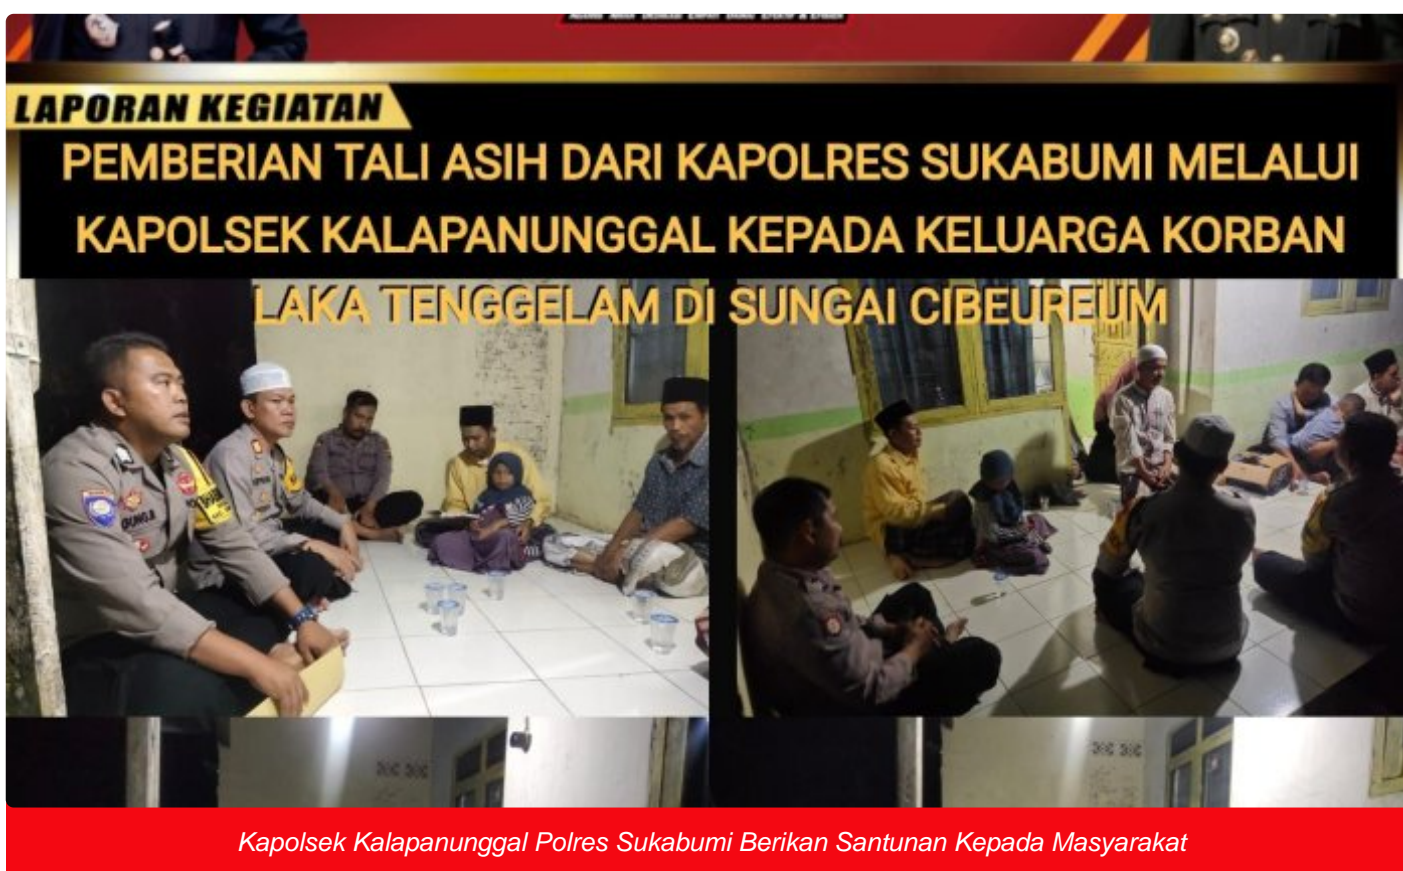 LAPORAN KEGIATAN
PEMBERIAN TALI ASIH DARI KAPOLRES SUKABUMI MELALUI
KAPOLSEK KALAPANUNGGAL KEPADA KELUARGA KORBAN
LAKA TENGGELAM DI SUNGAI CIBEUREUM
Kapolsek Kalapanunggal Polres Sukabumi Berikan Santunan Kepada Masyarakat